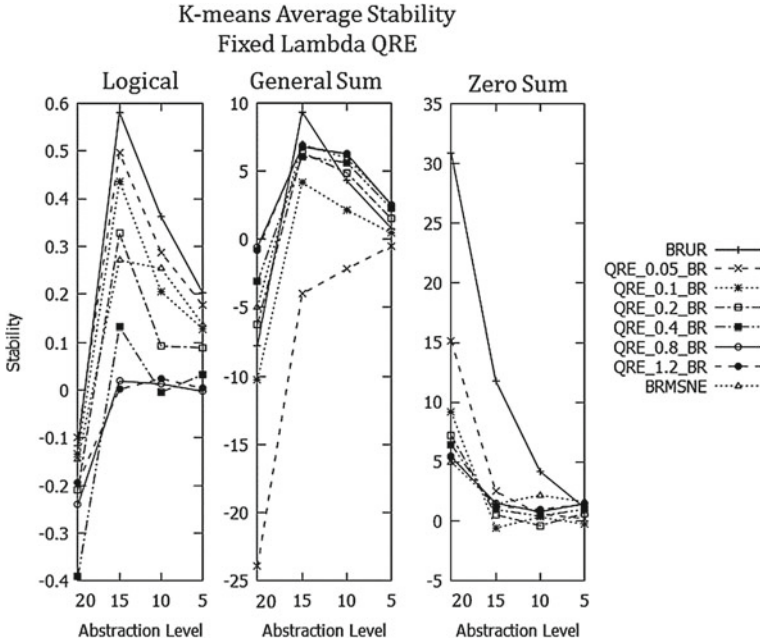 K-means Average Stability
Fixed Lambda QRE
Logical
General Sum
Zero Sum
Stability
0.6
0.5
0.4
0.3
0.2
0.1
0
-0.1
-0.2
-0.3
-0.4
20 15 10 5
Abstraction Level
10
5
0
-5
-10
-15
-20
-25
20 15 10 5
Abstraction Level
35
30
25
20
15
10
5
0
-5
20 15 10 5
Abstraction Level
BRUR
QRE_0.05_BR
QRE_0.1_BR
QRE_0.2_BR
QRE_0.4_BR
QRE_0.8_BR
QRE_1.2_BR
BRMSNE